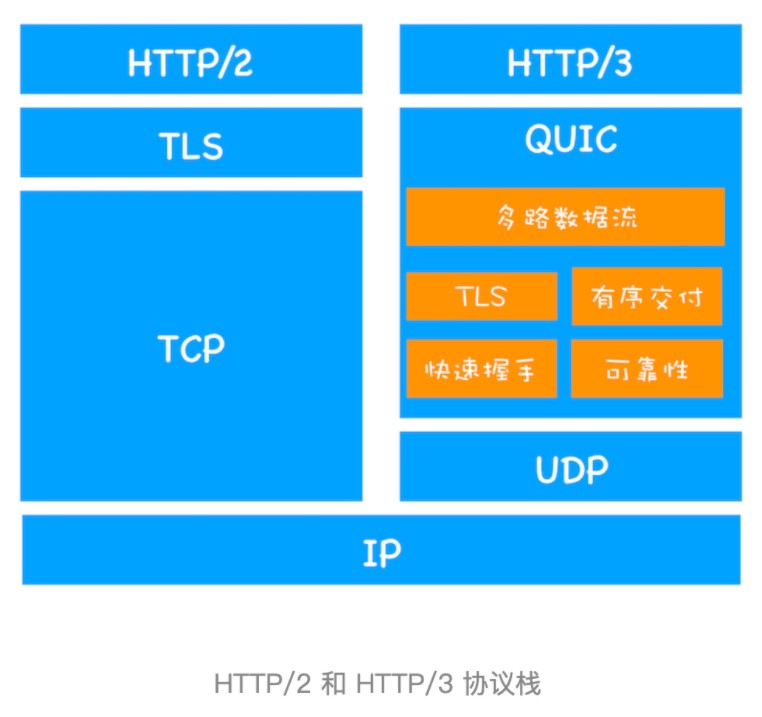 HTTP/2
TLS
TCP
HTTP/3
QUIC
多路数据流
TLS
有序交付
快速握手
可靠性
UDP
IP
HTTP/2 和 HTTP/3 协议栈